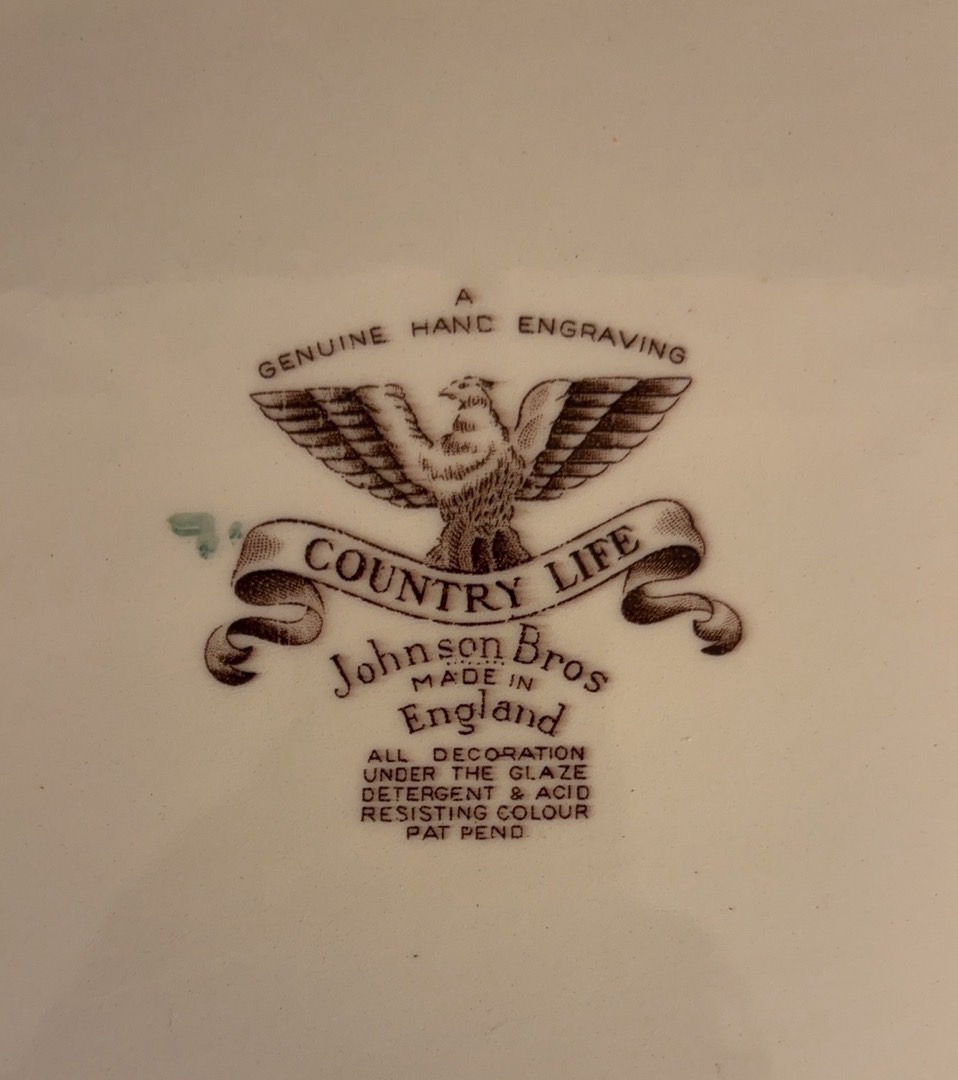 A
GENUINE HAND ENGRAVING
COUNTRY LIFE
Johnson Bros
MADE IN
England
ALL DECORATION
UNDER THE GLAZE
DETERGENT & ACID
RESISTING COLOUR
PAT PEND